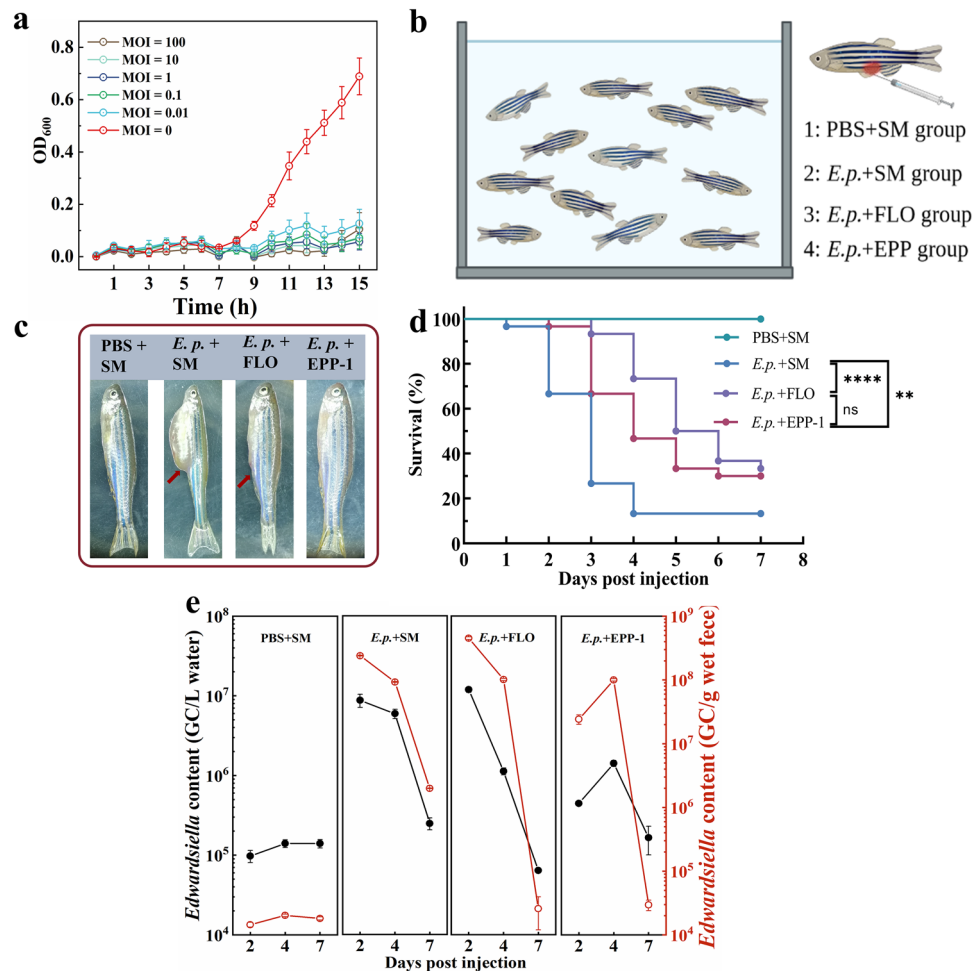 a
MOI = 100
MOI = 10
MOI = 1
MOI = 0.1
MOI = 0.01
MOI = 0
OD600
0.8
0.6
0.4
0.2
0.0
1 3 5 7 9 11 13 15
Time (h)
b
1: PBS+SM group
2: E.p.+SM group
3: E.p.+FLO group
4: E.p.+EPP group
c
PBS + SM
E. p. + SM
E. p. + FLO
E. p. + EPP-1
d
Survival (%)
100
80
60
40
20
0
0 1 2 3 4 5 6 7 8
Days post injection
PBS+SM
E.p.+SM
E.p.+FLO
E.p.+EPP-1
****
ns
**
e
Edwardsiella content (GC/L water)
10^8
10^7
10^6
10^5
10^4
PBS+SM
E.p.+SM
E.p.+FLO
E.p.+EPP-1
2 4 7 2 4 7 2 4 7 2 4 7
Days post injection
10^9
10^8
10^7
10^6
10^5
10^4
Edwardsiella content (GC/g wet fece)